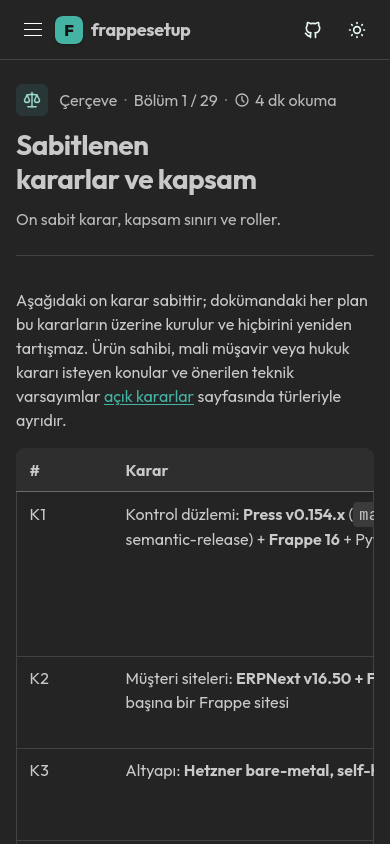 F frappesetup
Çerçeve · Bölüm 1 / 29 · 4 dk okuma
Sabitlenen
kararlar ve kapsam
On sabit karar, kapsam sınırı ve roller.
Aşağıdaki on karar sabittir; dokümandaki her plan
bu kararların üzerine kurulur ve hiçbirini yeniden
tartışmaz. Ürün sahibi, mali müşavir veya hukuk
kararı isteyen konular ve önerilen teknik
varsayımlar açık kararlar sayfasında türleriyle
ayrıdır.
# Karar
K1 Kontrol düzlemi: Press v0.154.x (
semantic-release) + Frappe 16 +
K2 Müşteri siteleri: ERPNext v16.50 +
başına bir Frappe sitesi
K3 Altyapı: Hetzner bare-metal,